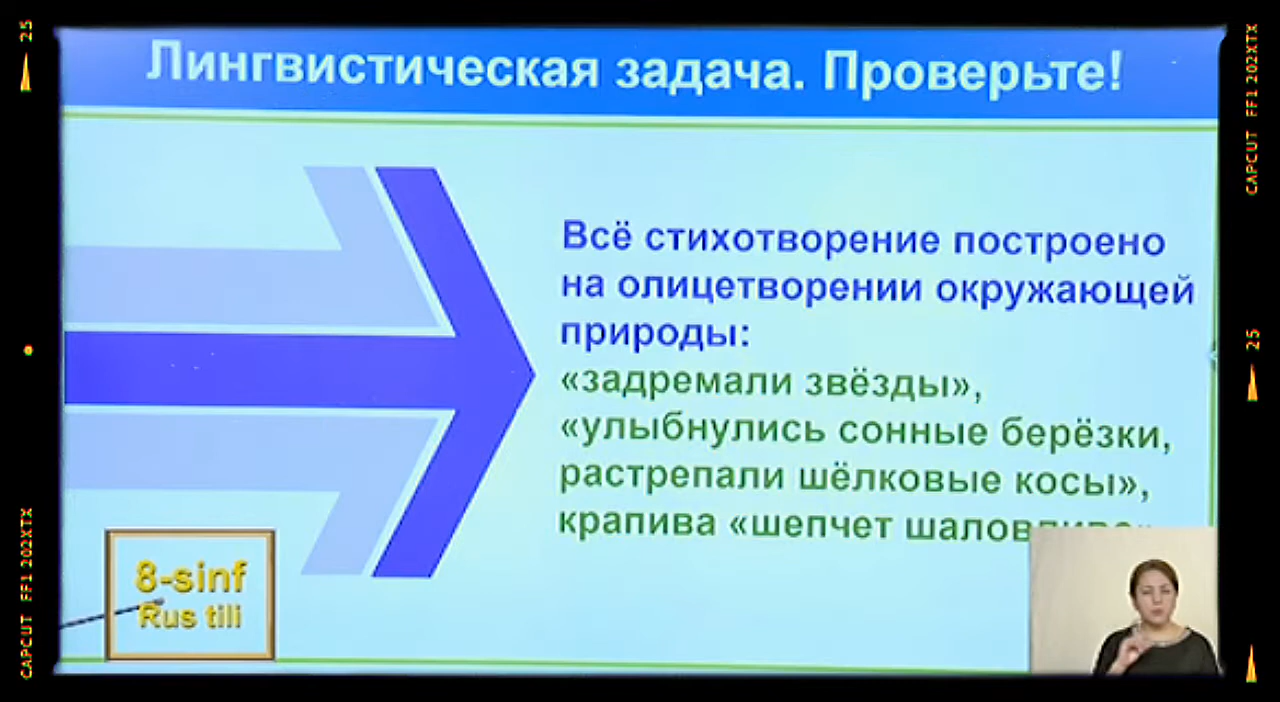 Лингвистическая задача. Проверьте!
Всё стихотворение построено
на олицетворении окружающей
природы:
«задремали звёзды»,
«улыбнулись сонные берёзки,
растрепали шёлковые косы»,
крапива «шепчет шаловливо»
8-sinf
Rus tili
25
CAPCUT FF1 202XTX
CAPCUT FF1 202XTX
25